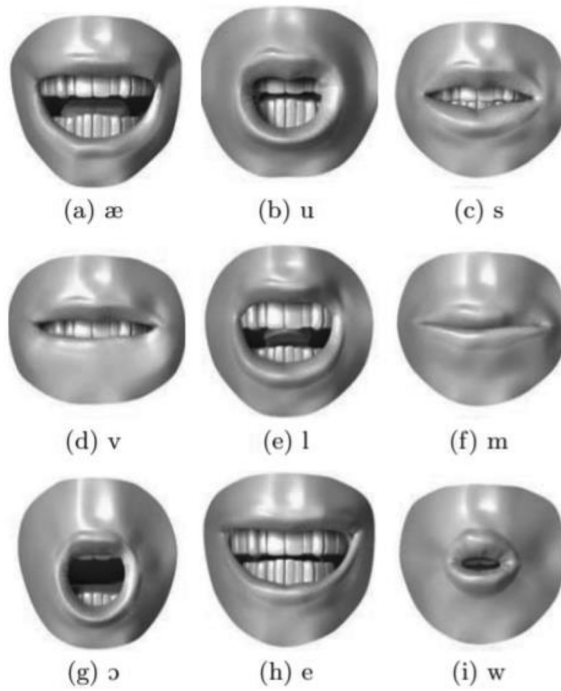 (a) æ
(b) u
(c) s
(d) v
(e) l
(f) m
(g) ɔ
(h) e
(i) w